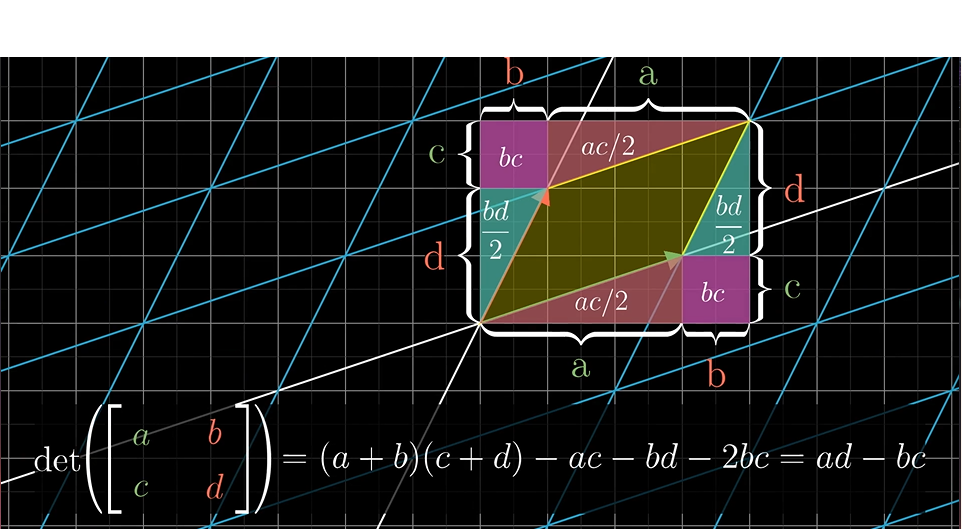 b a
c bc ac/2
d bd/2 bd/2 d
ac/2 bc c
a b
det([a b; c d]) = (a + b)(c + d) − ac − bd − 2bc = ad − bc